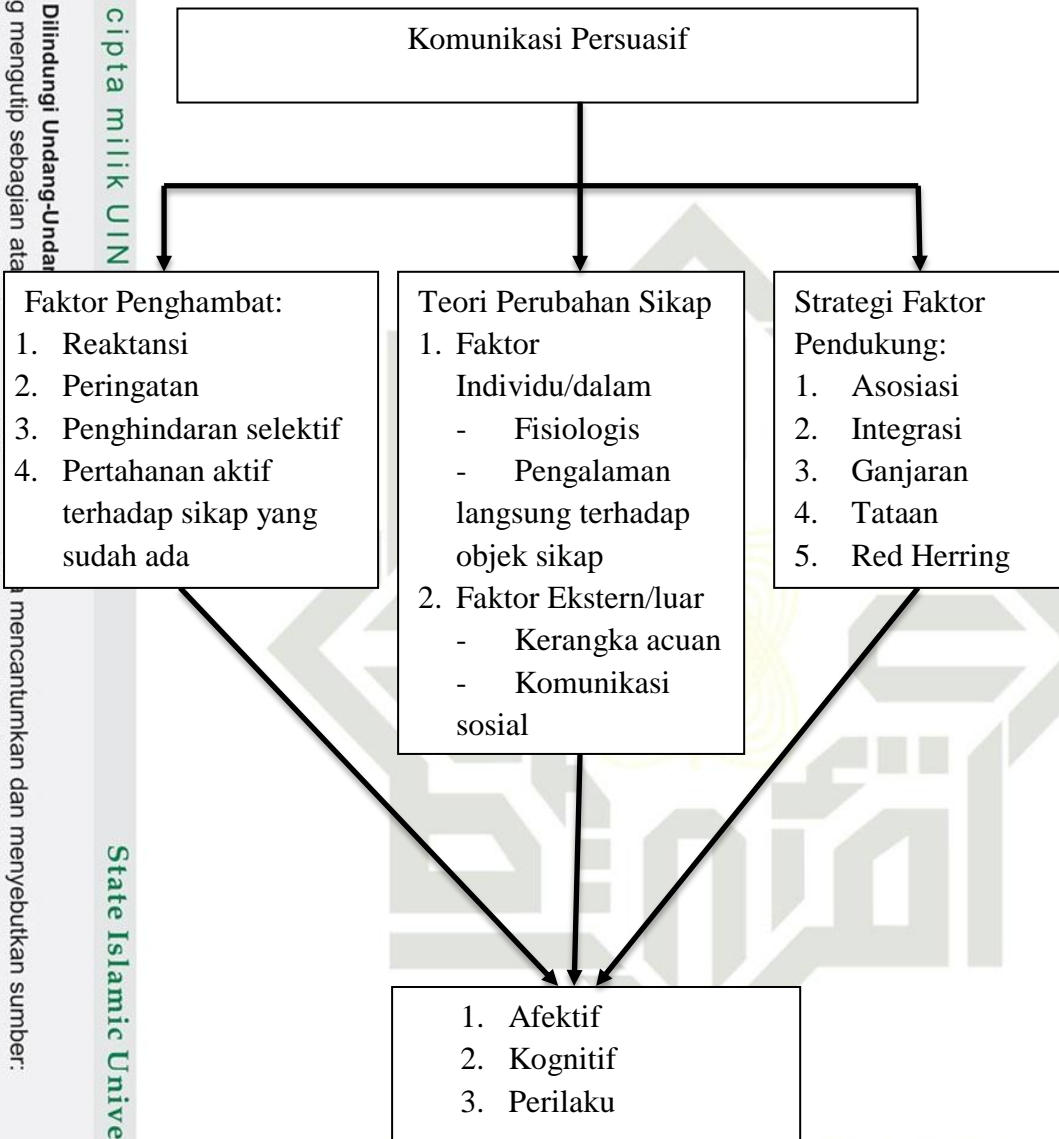 Komunikasi Persuasif
Faktor Penghambat:
1. Reaktansi
2. Peringatan
3. Penghindaran selektif
4. Pertahanan aktif
terhadap sikap yang
sudah ada
Teori Perubahan Sikap
1. Faktor
Individu/dalam
- Fisiologis
- Pengalaman
langsung terhadap
objek sikap
2. Faktor Ekstern/luar
- Kerangka acuan
- Komunikasi
sosial
Strategi Faktor
Pendukung:
1. Asosiasi
2. Integrasi
3. Ganjaran
4. Tataan
5. Red Herring
1. Afektif
2. Kognitif
3. Perilaku
cipta milik UIN
State Islamic Unive
Dilindungi Undang-Undan
g mengutip sebagian ata
mencantumkan dan menyebutkan sumber: